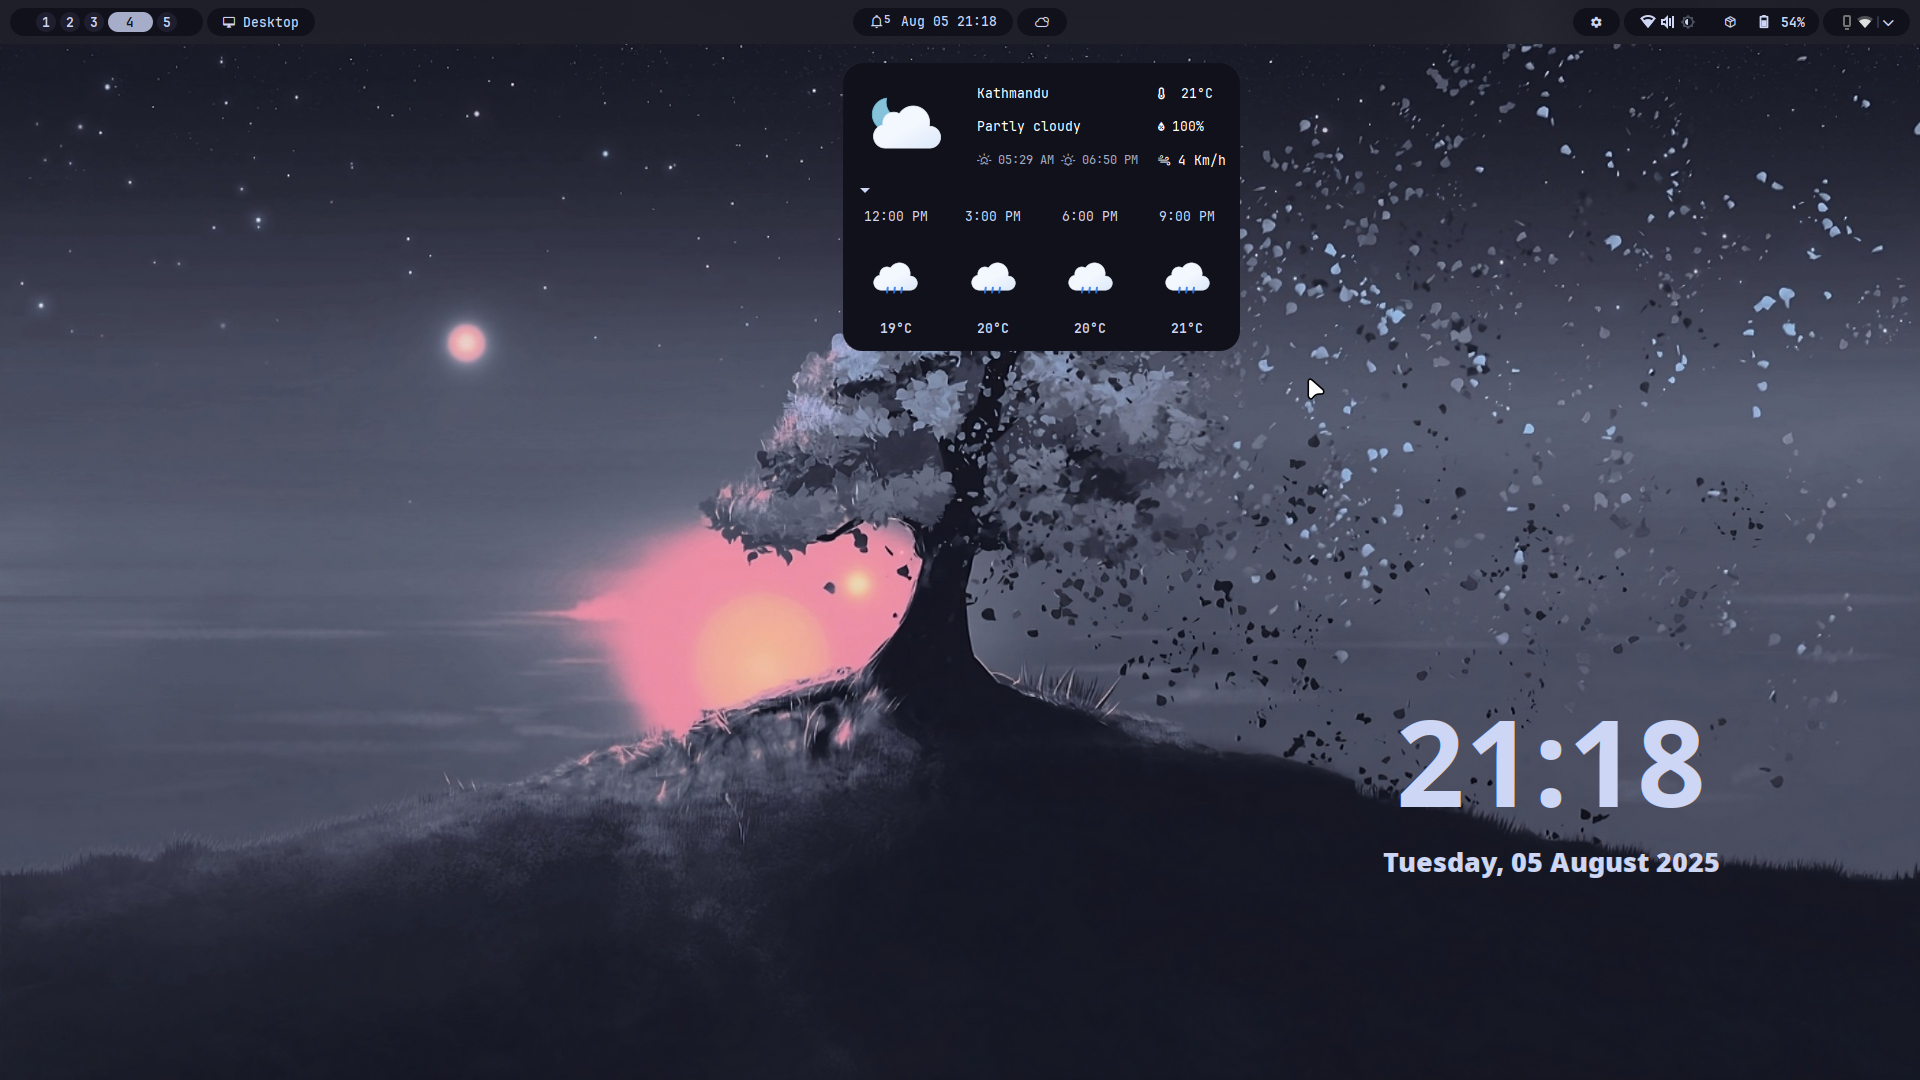 1 2 3 4 5 Desktop
5 Aug 05 21:18
54%
Kathmandu 21°C
Partly cloudy 100%
05:29 AM 06:50 PM 4 Km/h
12:00 PM 3:00 PM 6:00 PM 9:00 PM
19°C 20°C 20°C 21°C
21:18
Tuesday, 05 August 2025